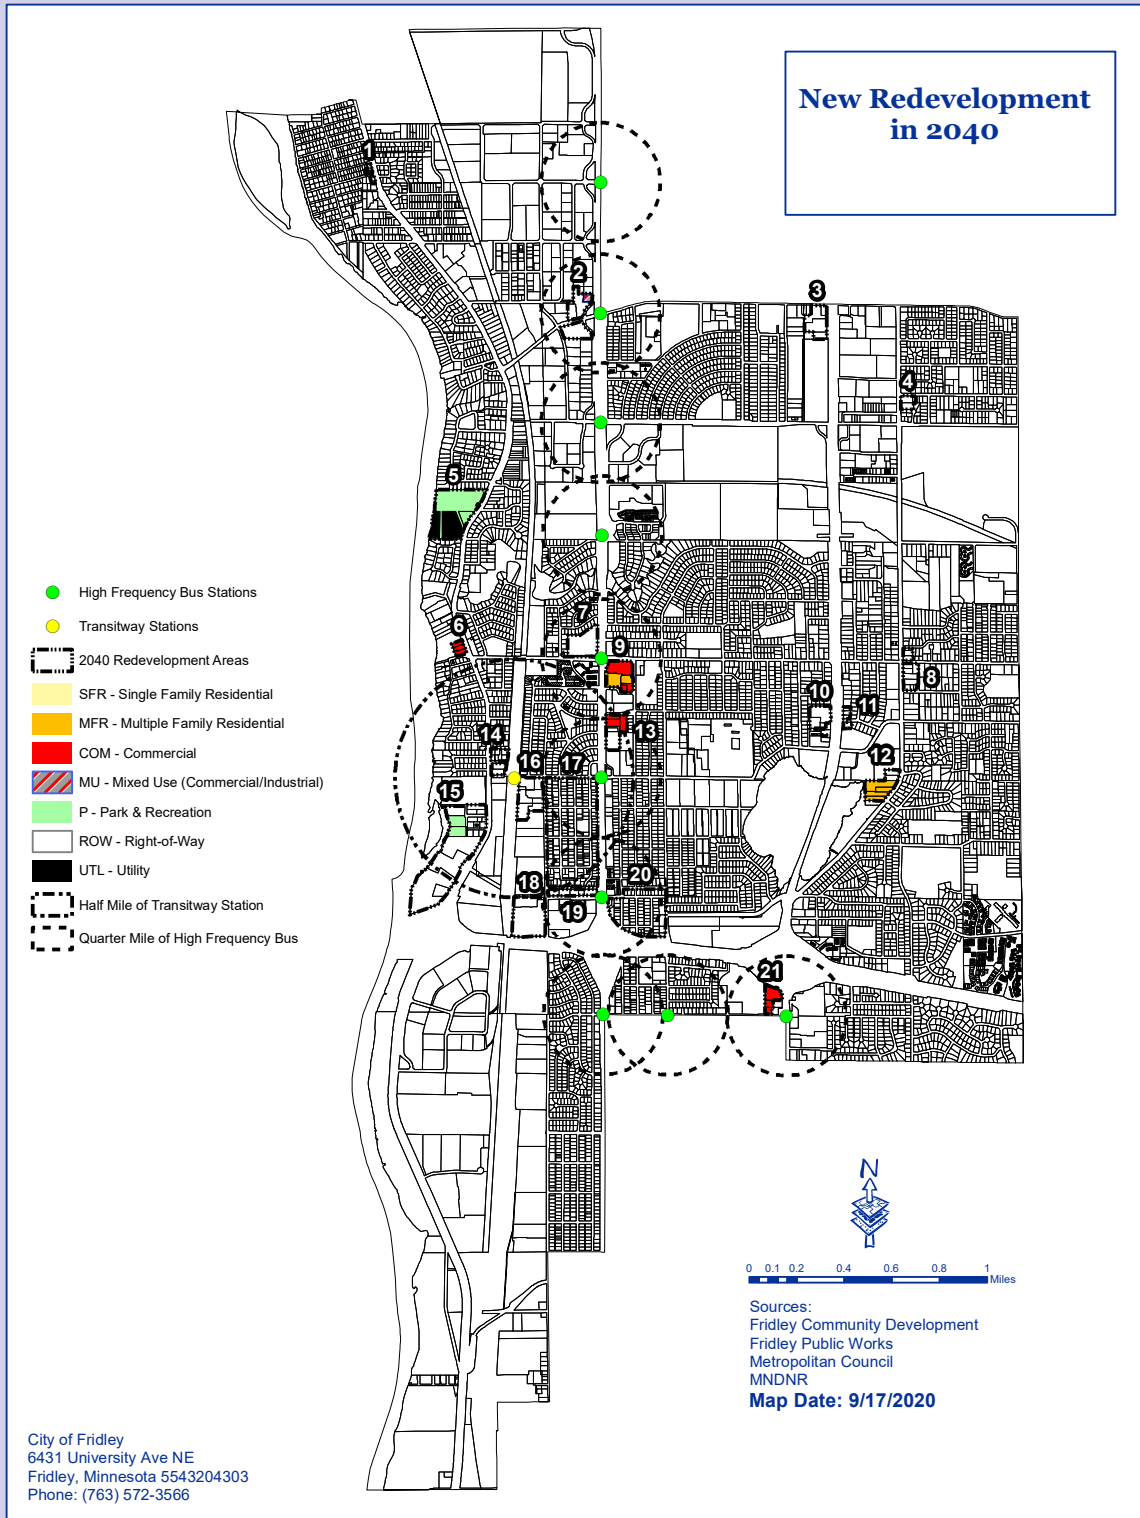 New Redevelopment
in 2040
1
2
3
4
5
6
7
8
9
10
11
12
13
14
15
16
17
18
19
20
21
High Frequency Bus Stations
Transitway Stations
2040 Redevelopment Areas
SFR - Single Family Residential
MFR - Multiple Family Residential
COM - Commercial
MU - Mixed Use (Commercial/Industrial)
P - Park & Recreation
ROW - Right-of-Way
UTL - Utility
Half Mile of Transitway Station
Quarter Mile of High Frequency Bus
N
0 0.1 0.2 0.4 0.6 0.8 1
Miles
Sources:
Fridley Community Development
Fridley Public Works
Metropolitan Council
MNDNR
Map Date: 9/17/2020
City of Fridley
6431 University Ave NE
Fridley, Minnesota 5543204303
Phone: (763) 572-3566